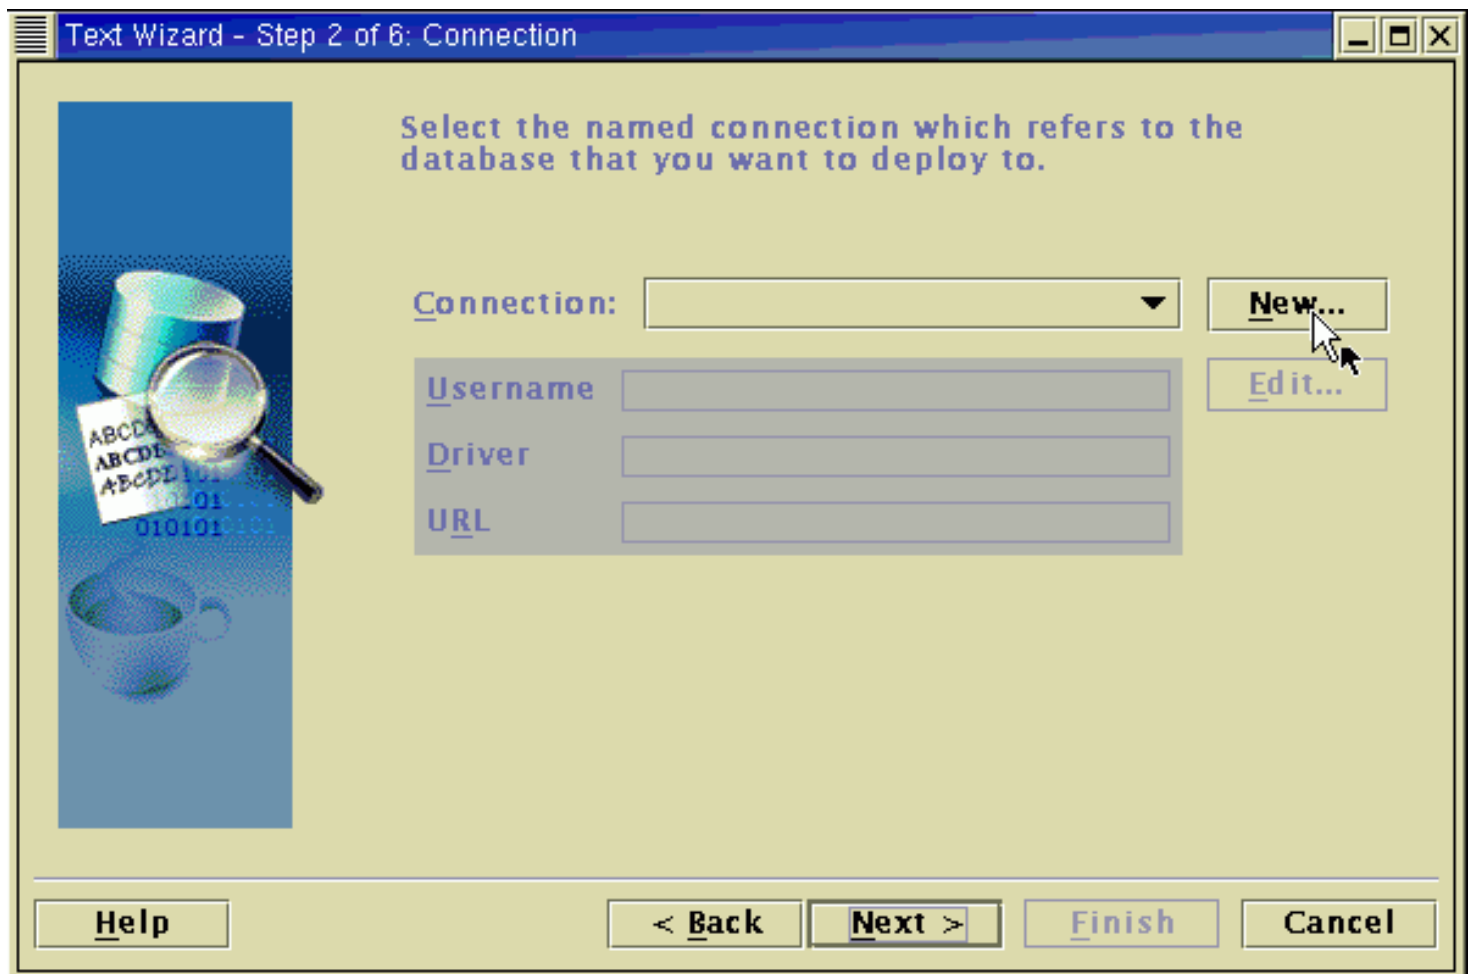 Text Wizard - Step 2 of 6: Connection
Select the named connection which refers to the
database that you want to deploy to.
Connection:
New...
Username
Edit...
Driver
URL
ABCD
ABCD
ABCD
010101
Help
< Back
Next >
Finish
Cancel